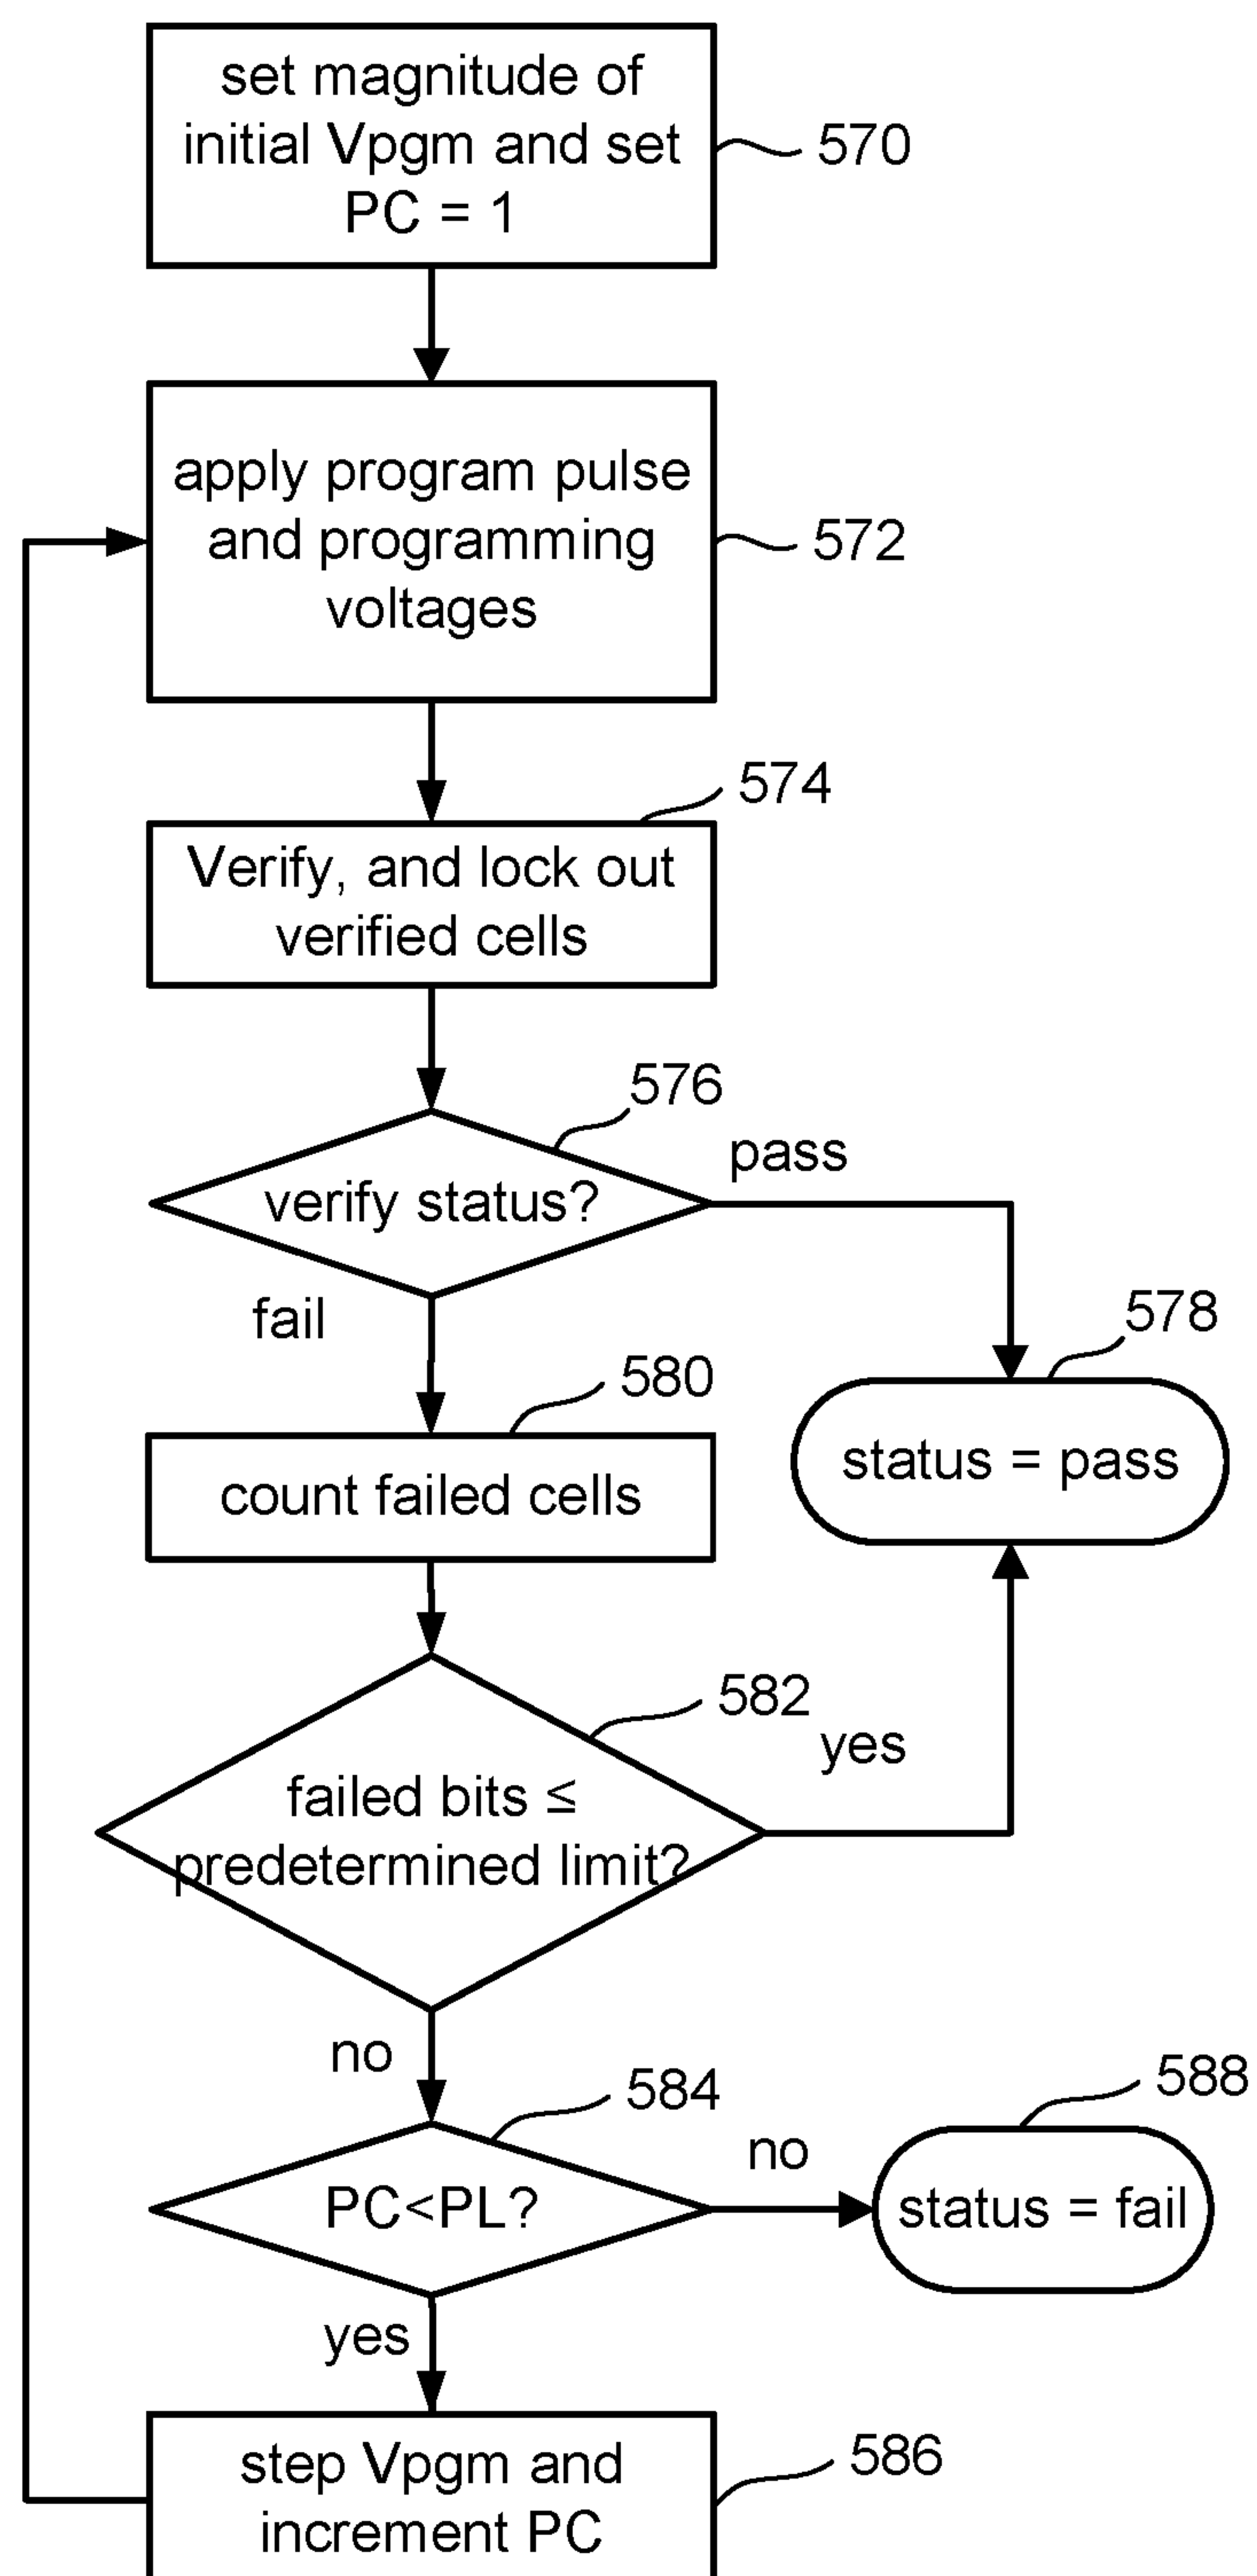 set magnitude of
initial Vpgm and set
PC = 1
570
apply program pulse
and programming
voltages
572
574
Verify, and lock out
verified cells
576
pass
verify status?
fail
578
status = pass
580
count failed cells
582
yes
failed bits ≤
predetermined limit?
no
584
588
no
PC<PL?
status = fail
yes
step Vpgm and
increment PC
586